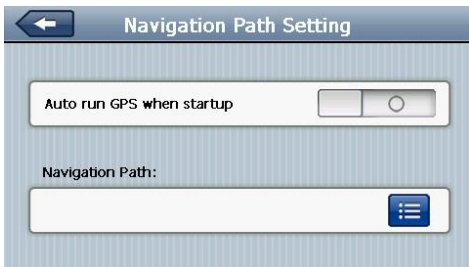 Navigation Path Setting
Auto run GPS when startup
Navigation Path: